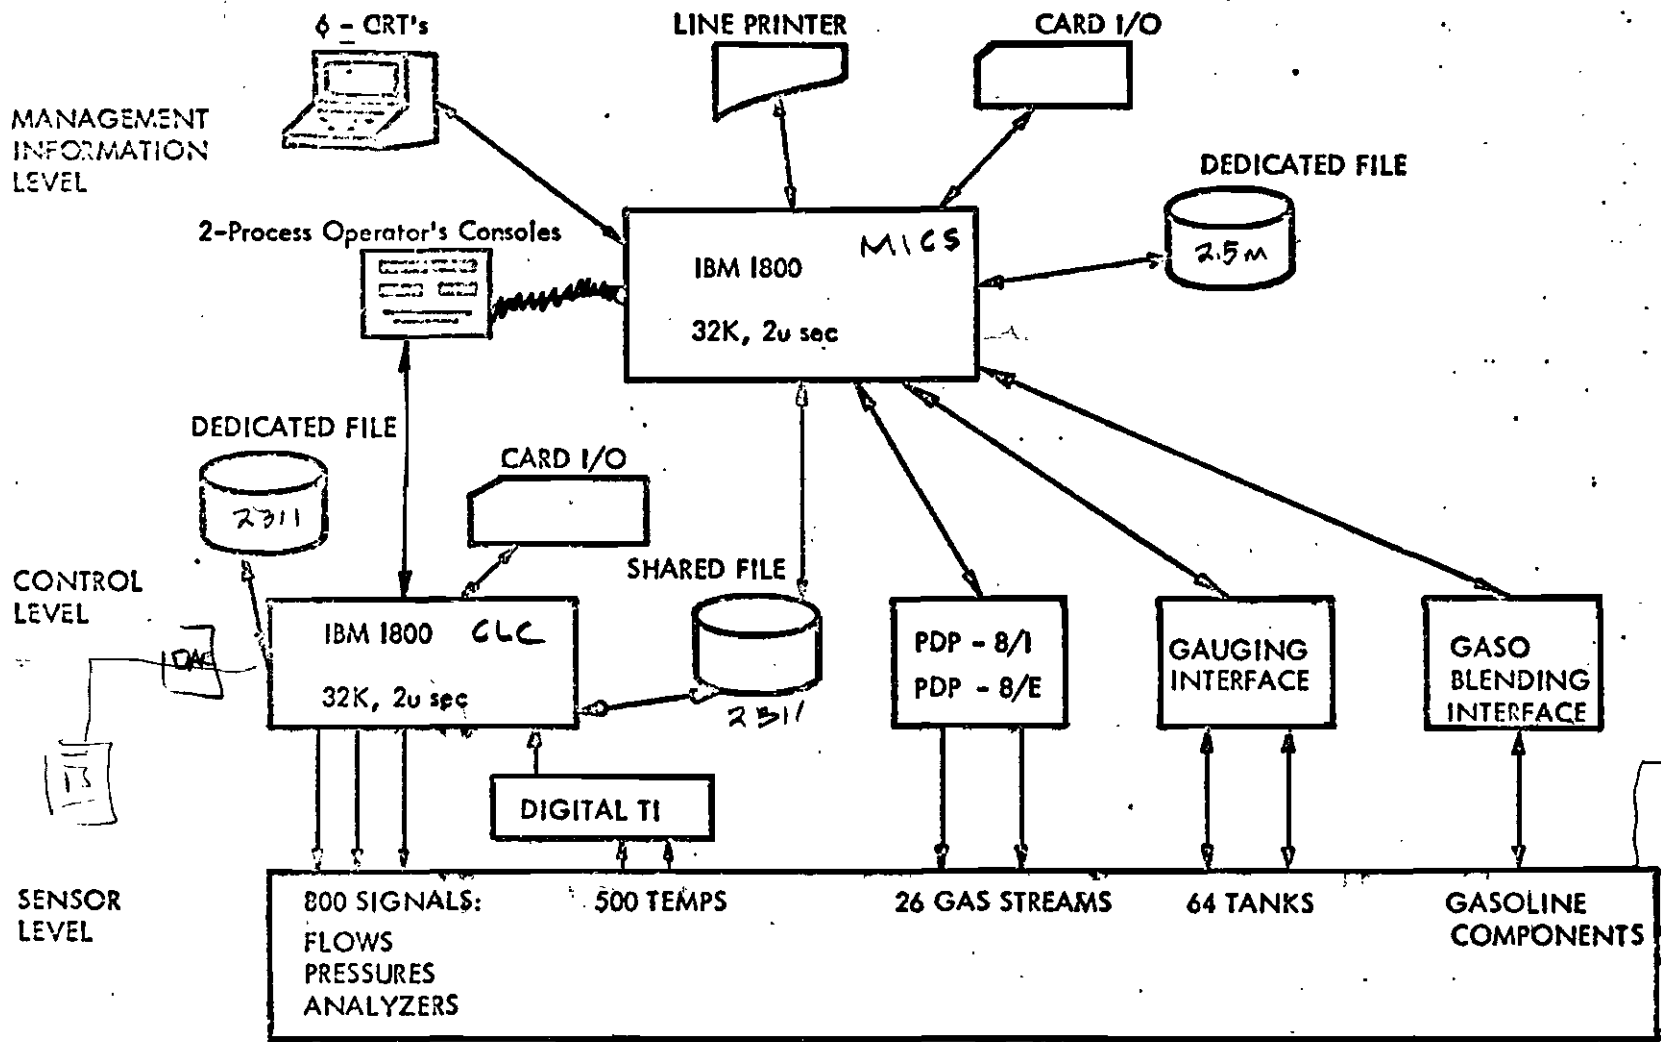 6 - CRT's
LINE PRINTER
CARD I/O
MANAGEMENT
INFORMATION
LEVEL
DEDICATED FILE
2.5M
2-Process Operator's Consoles
IBM 1800
MICS
32K, 2u sec
DEDICATED FILE
2311
CARD I/O
SHARED FILE
2311
CONTROL
LEVEL
IBM 1800
CLC
32K, 2u sec
PDP - 8/I
PDP - 8/E
GAUGING
INTERFACE
GASO
BLENDING
INTERFACE
DIGITAL TI
SENSOR
LEVEL
800 SIGNALS:
FLOWS
PRESSURES
ANALYZERS
500 TEMPS
26 GAS STREAMS
64 TANKS
GASOLINE
COMPONENTS